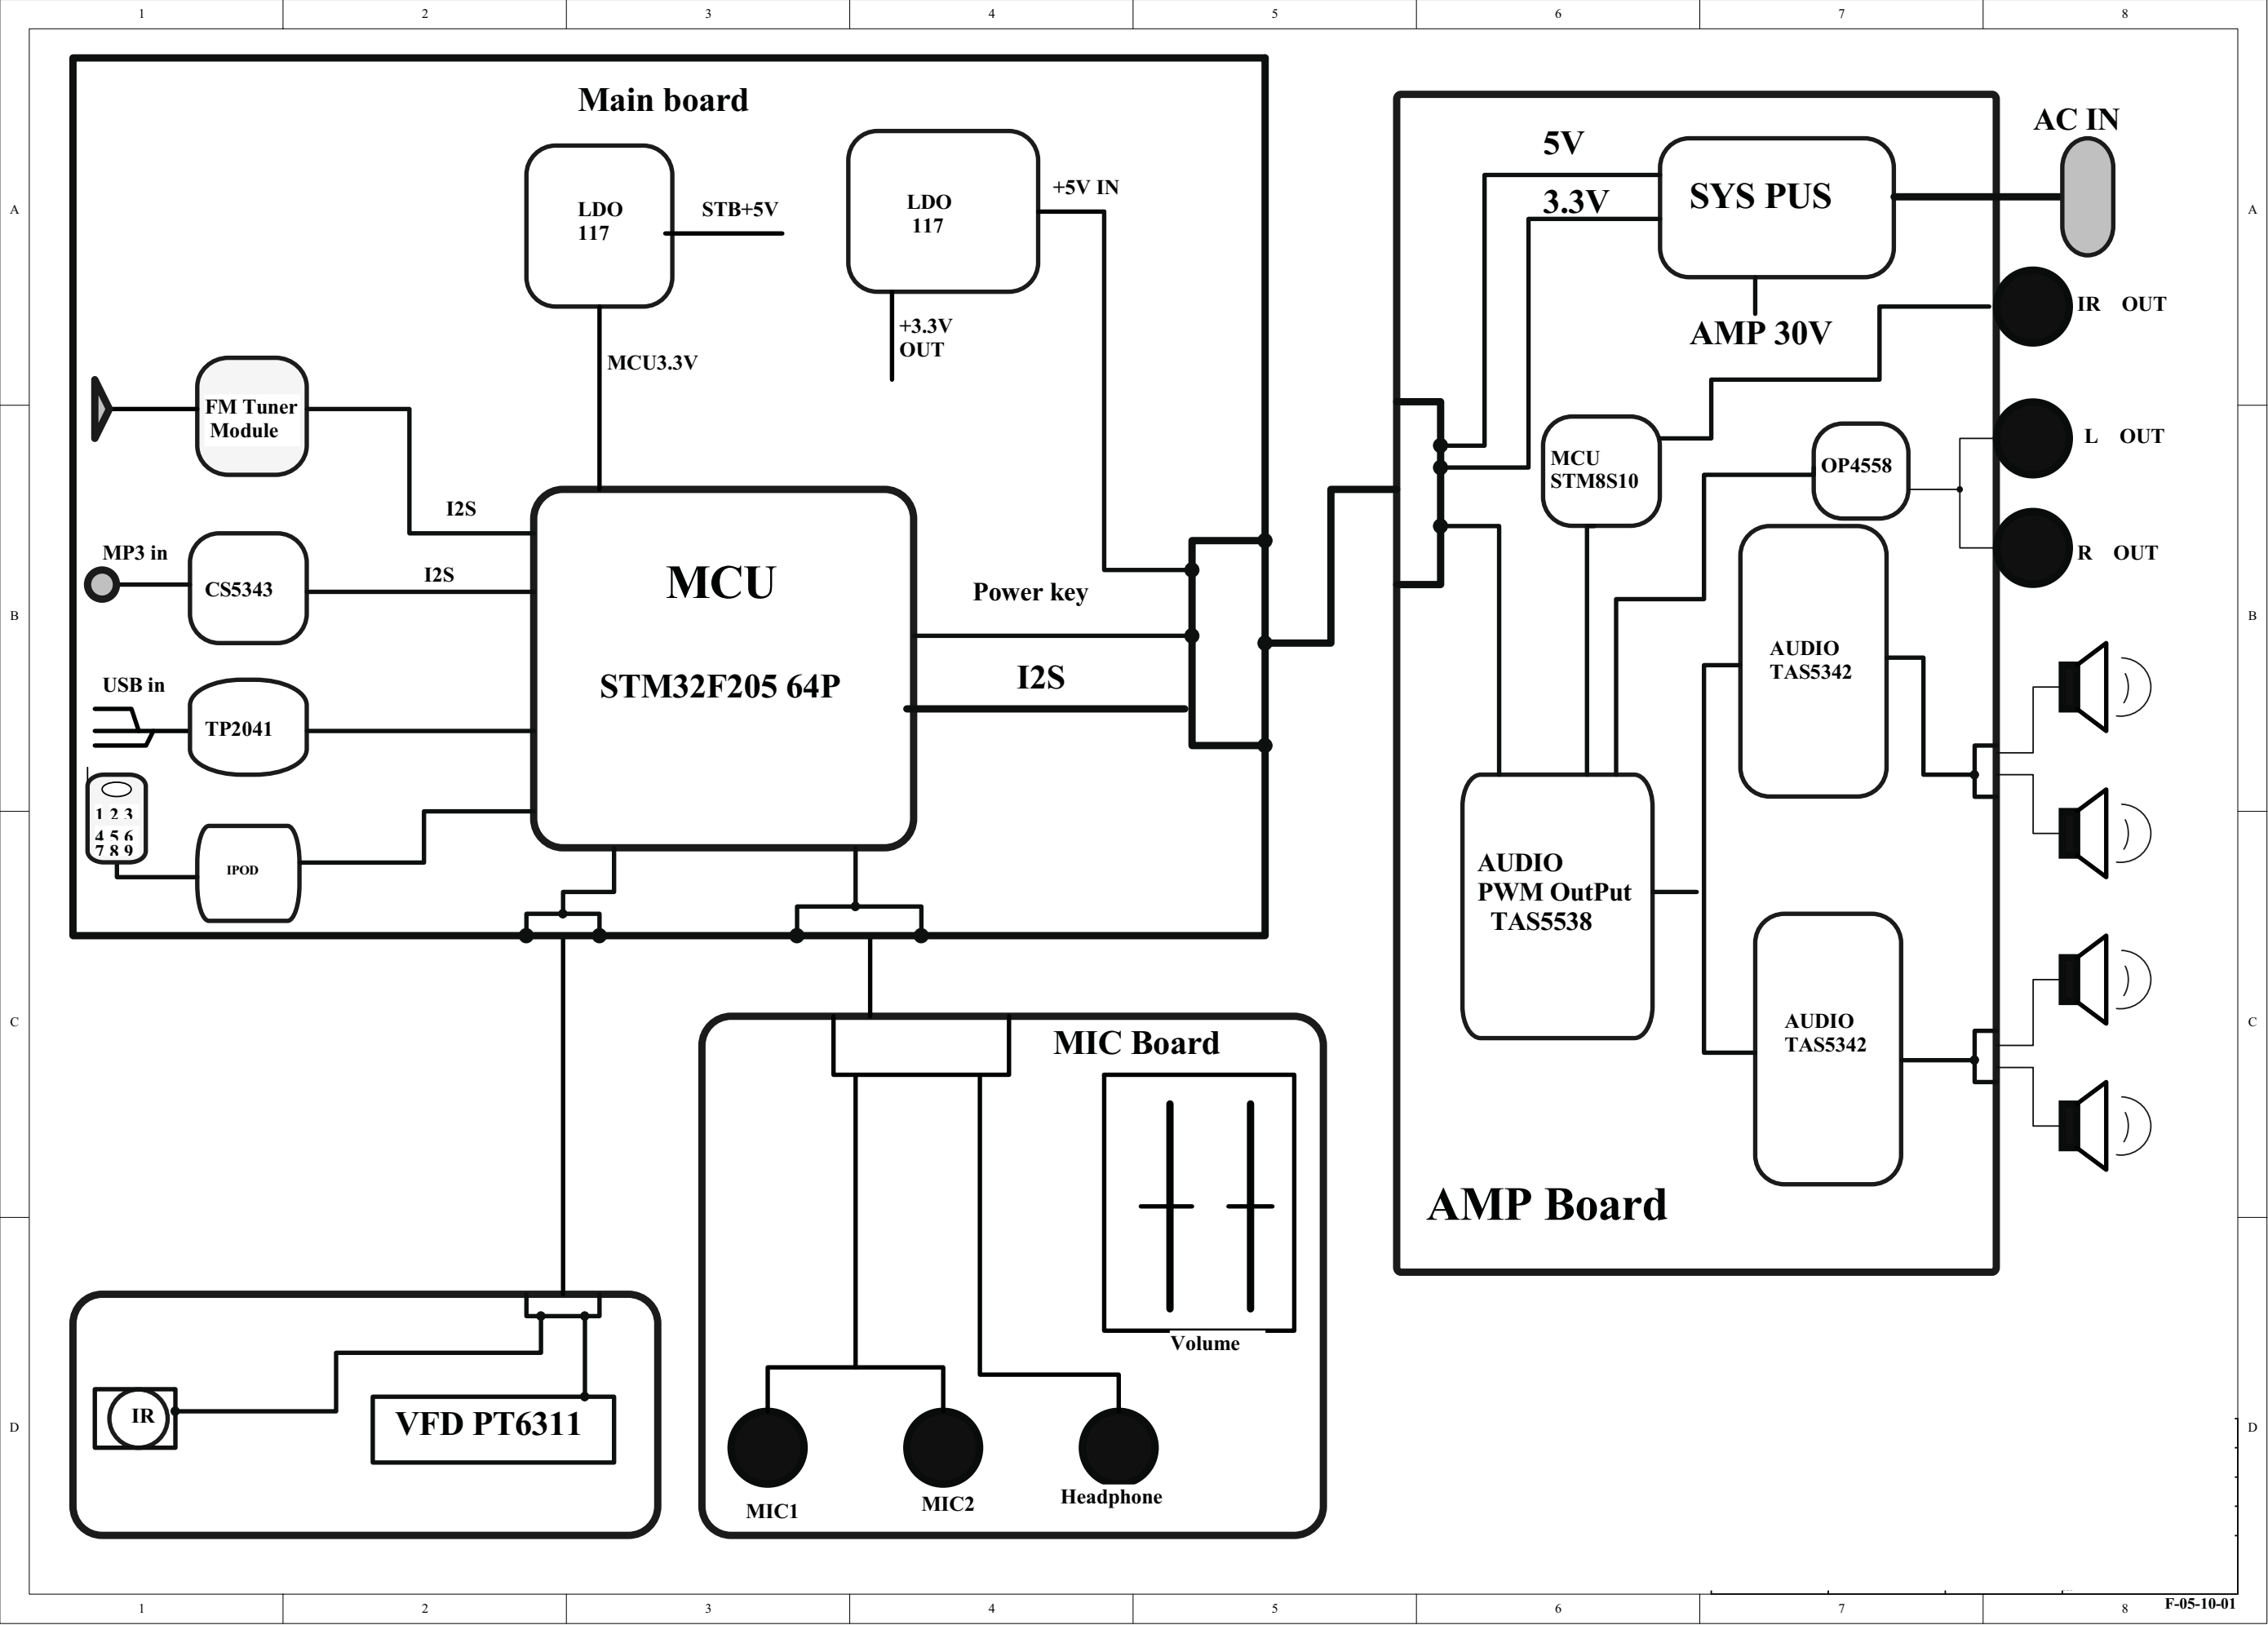 1 2 3 4 5 6 7 8
Main board
AC IN
5V
SYS PUS
+5V IN
A
LDO
117
STB+5V
LDO
117
3.3V
A
IR OUT
+3.3V
OUT
AMP 30V
MCU3.3V
FM Tuner
Module
L OUT
MCU
STM8S10
OP4558
I2S
MP3 in
I2S
CS5343
MCU
Power key
R OUT
B
B
AUDIO
TAS5342
USB in
STM32F205 64P
I2S
TP2041
1 2 3
4 5 6
7 8 9
IPOD
AUDIO
PWM OutPut
TAS5538
C
MIC Board
AUDIO
TAS5342
C
AMP Board
Volume
IR
VFD PT6311
D
D
MIC1
MIC2
Headphone
1 2 3 4 5 6 7 8
F-05-10-01